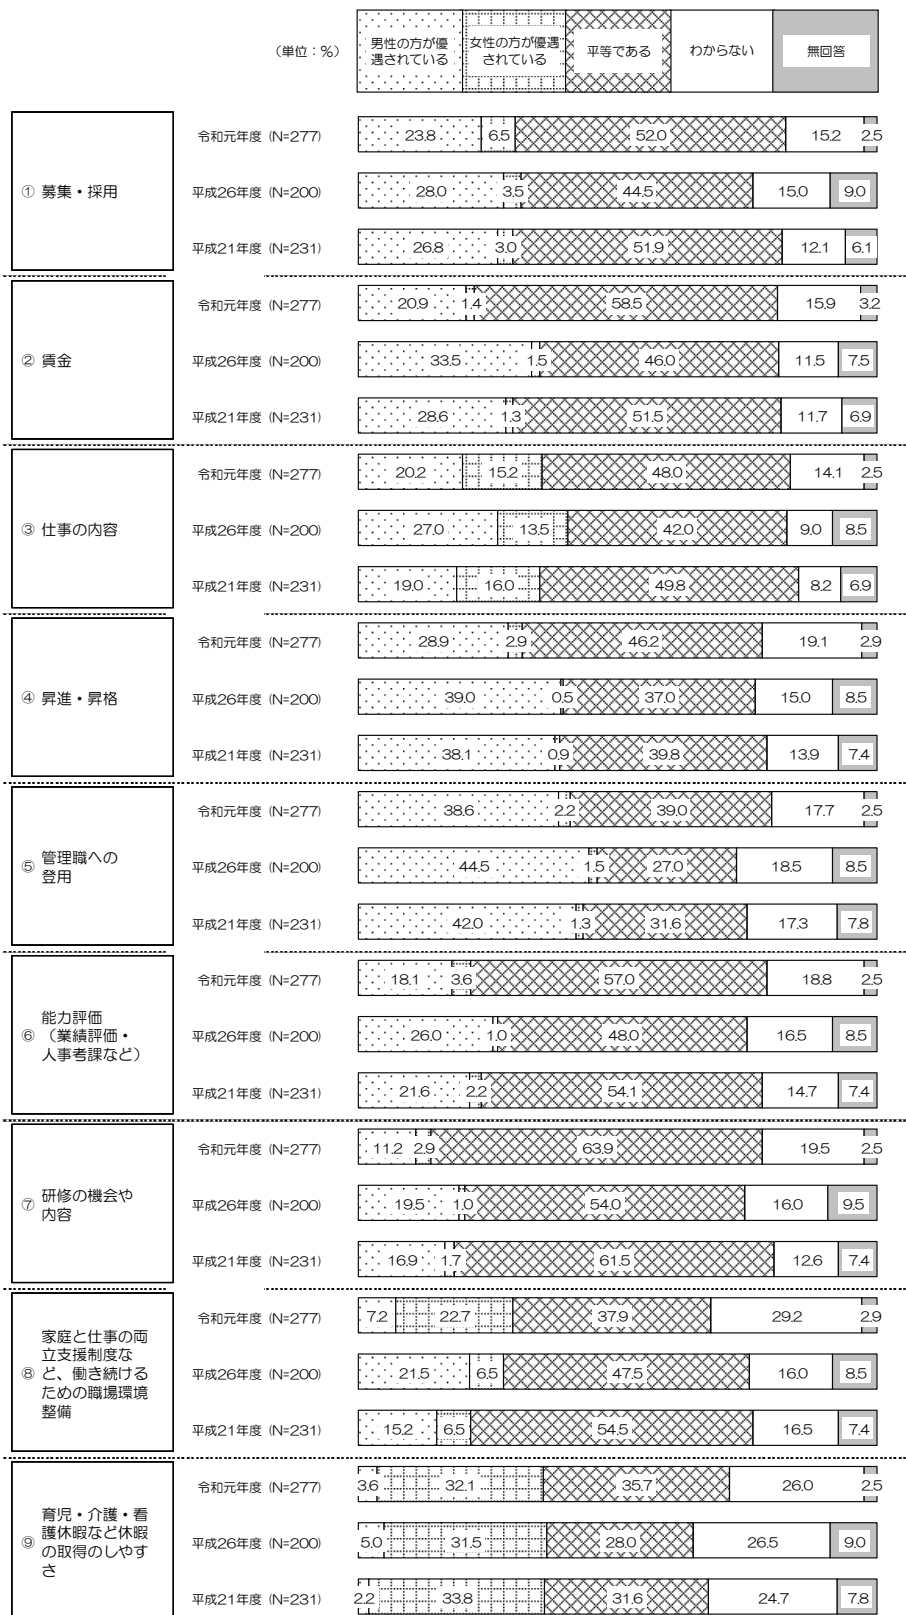 (単位：%)
男性の方が優
遇されている
女性の方が優遇
されている
平等である
わからない
無回答
① 募集・採用
令和元年度 (N=277) 23.8 6.5 52.0 15.2 2.5
平成26年度 (N=200) 28.0 3.5 44.5 15.0 9.0
平成21年度 (N=231) 26.8 3.0 51.9 12.1 6.1
② 賃金
令和元年度 (N=277) 20.9 1.4 58.5 15.9 3.2
平成26年度 (N=200) 33.5 1.5 46.0 11.5 7.5
平成21年度 (N=231) 28.6 1.3 51.5 11.7 6.9
③ 仕事の内容
令和元年度 (N=277) 20.2 15.2 48.0 14.1 2.5
平成26年度 (N=200) 27.0 13.5 42.0 9.0 8.5
平成21年度 (N=231) 19.0 16.0 49.8 8.2 6.9
④ 昇進・昇格
令和元年度 (N=277) 28.9 2.9 46.2 19.1 2.9
平成26年度 (N=200) 39.0 0.5 37.0 15.0 8.5
平成21年度 (N=231) 38.1 0.9 39.8 13.9 7.4
⑤ 管理職への
登用
令和元年度 (N=277) 38.6 2.2 39.0 17.7 2.5
平成26年度 (N=200) 44.5 1.5 27.0 18.5 8.5
平成21年度 (N=231) 42.0 1.3 31.6 17.3 7.8
能力評価
⑥ （業績評価・
人事考課など）
令和元年度 (N=277) 18.1 3.6 57.0 18.8 2.5
平成26年度 (N=200) 26.0 1.0 48.0 16.5 8.5
平成21年度 (N=231) 21.6 2.2 54.1 14.7 7.4
⑦ 研修の機会や
内容
令和元年度 (N=277) 11.2 2.9 63.9 19.5 2.5
平成26年度 (N=200) 19.5 1.0 54.0 16.0 9.5
平成21年度 (N=231) 16.9 1.7 61.5 12.6 7.4
家庭と仕事の両
立支援制度な
⑧ ど、働き続ける
ための職場環境
整備
令和元年度 (N=277) 7.2 22.7 37.9 29.2 2.9
平成26年度 (N=200) 21.5 6.5 47.5 16.0 8.5
平成21年度 (N=231) 15.2 6.5 54.5 16.5 7.4
育児・介護・看
護休暇など休暇
⑨ の取得のしやす
さ
令和元年度 (N=277) 3.6 32.1 35.7 26.0 2.5
平成26年度 (N=200) 5.0 31.5 28.0 26.5 9.0
平成21年度 (N=231) 2.2 33.8 31.6 24.7 7.8